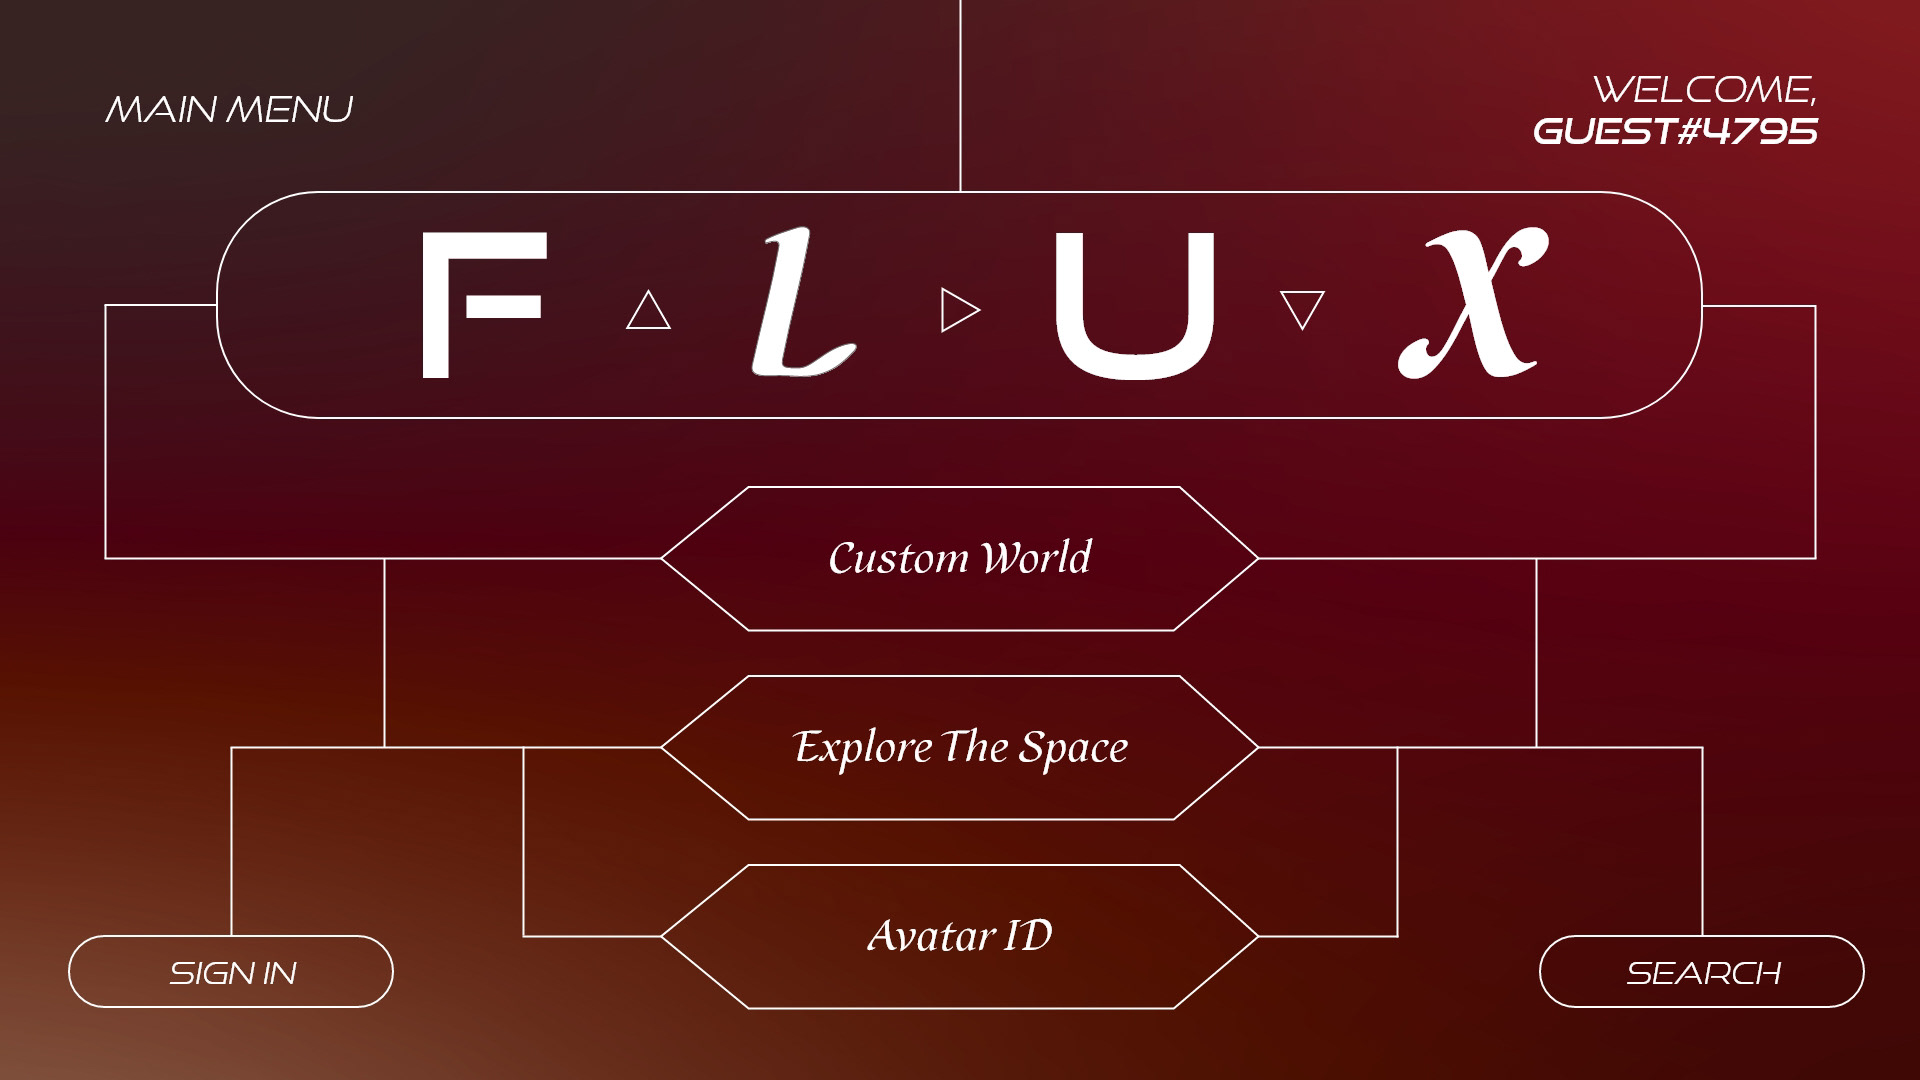 MAIN MENU
WELCOME,
GUEST#4795
F l U x
Custom World
Explore The Space
Avatar ID
SIGN IN
SEARCH